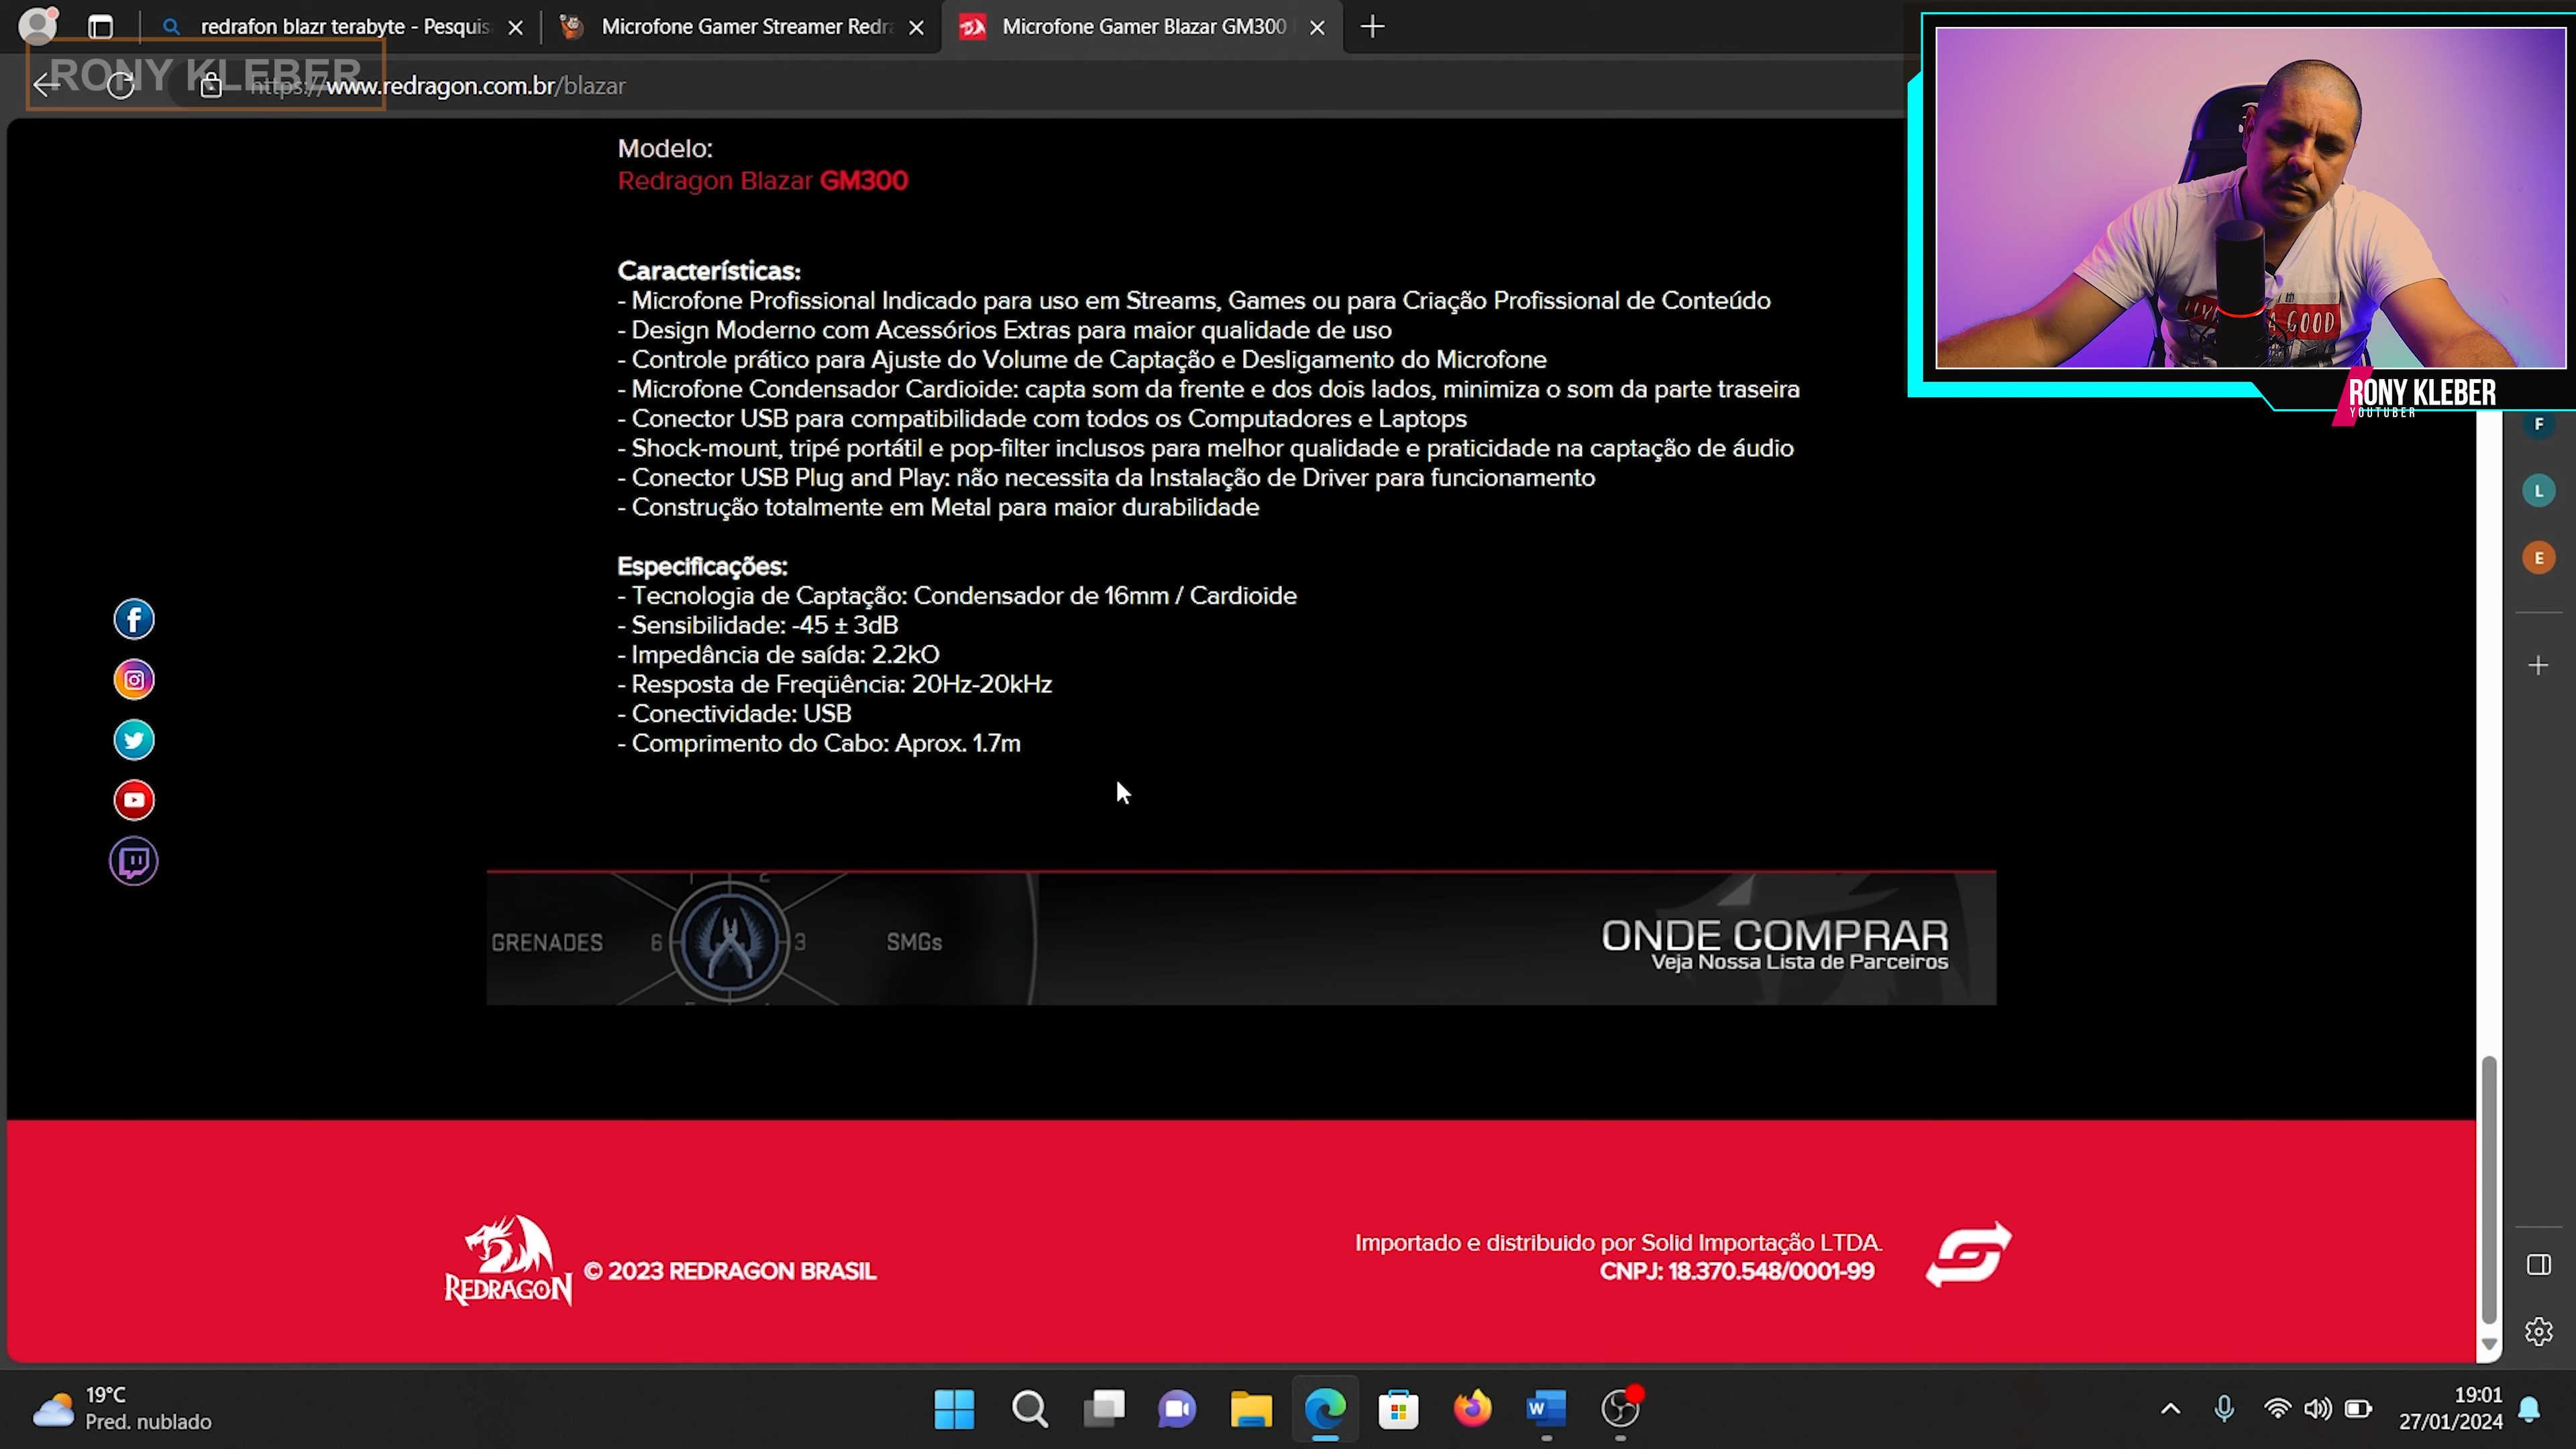 redrafon blazr terabyte - Pesquis
Microfone Gamer Streamer Redra
Microfone Gamer Blazar GM300
RONY KLEBER
https://www.redragon.com.br/blazar
Modelo:
Redragon Blazar GM300
Características:
- Microfone Profissional Indicado para uso em Streams, Games ou para Criação Profissional de Conteúdo
- Design Moderno com Acessórios Extras para maior qualidade de uso
- Controle prático para Ajuste do Volume de Captação e Desligamento do Microfone
- Microfone Condensador Cardioide: capta som da frente e dos dois lados, minimiza o som da parte traseira
- Conector USB para compatibilidade com todos os Computadores e Laptops
- Shock-mount, tripé portátil e pop-filter inclusos para melhor qualidade e praticidade na captação de áudio
- Conector USB Plug and Play: não necessita da Instalação de Driver para funcionamento
- Construção totalmente em Metal para maior durabilidade
Especificações:
- Tecnologia de Captação: Condensador de 16mm / Cardioide
- Sensibilidade: -45 ± 3dB
- Impedância de saída: 2.2kO
- Resposta de Freqüência: 20Hz-20kHz
- Conectividade: USB
- Comprimento do Cabo: Aprox. 1.7m
GOOD
RONY KLEBER
YOUTUBER
F
L
E
GRENADES
6
2
3
SMGs
ONDE COMPRAR
Veja Nossa Lista de Parceiros
REDRAGON
© 2023 REDRAGON BRASIL
Importado e distribuido por Solid Importação LTDA.
CNPJ: 18.370.548/0001-99
19°C
Pred. nublado
W
19:01
27/01/2024